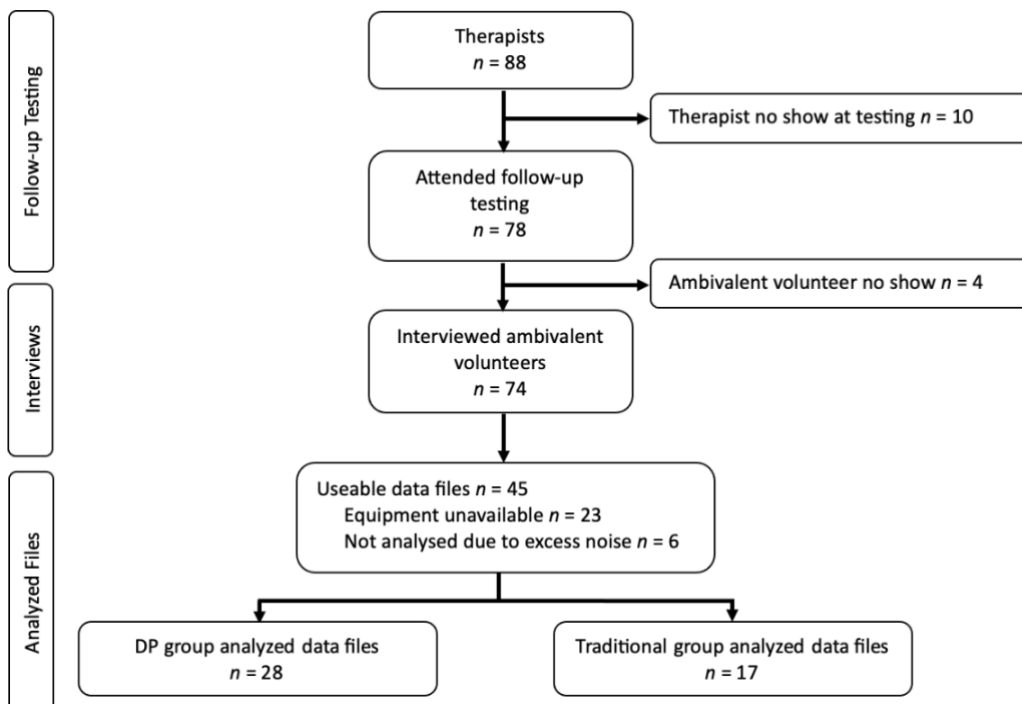 Follow-up Testing
Therapists
n = 88
Therapist no show at testing n = 10
Attended follow-up
testing
n = 78
Ambivalent volunteer no show n = 4
Interviews
Interviewed ambivalent
volunteers
n = 74
Analyzed Files
Useable data files n = 45
Equipment unavailable n = 23
Not analysed due to excess noise n = 6
DP group analyzed data files
n = 28
Traditional group analyzed data files
n = 17